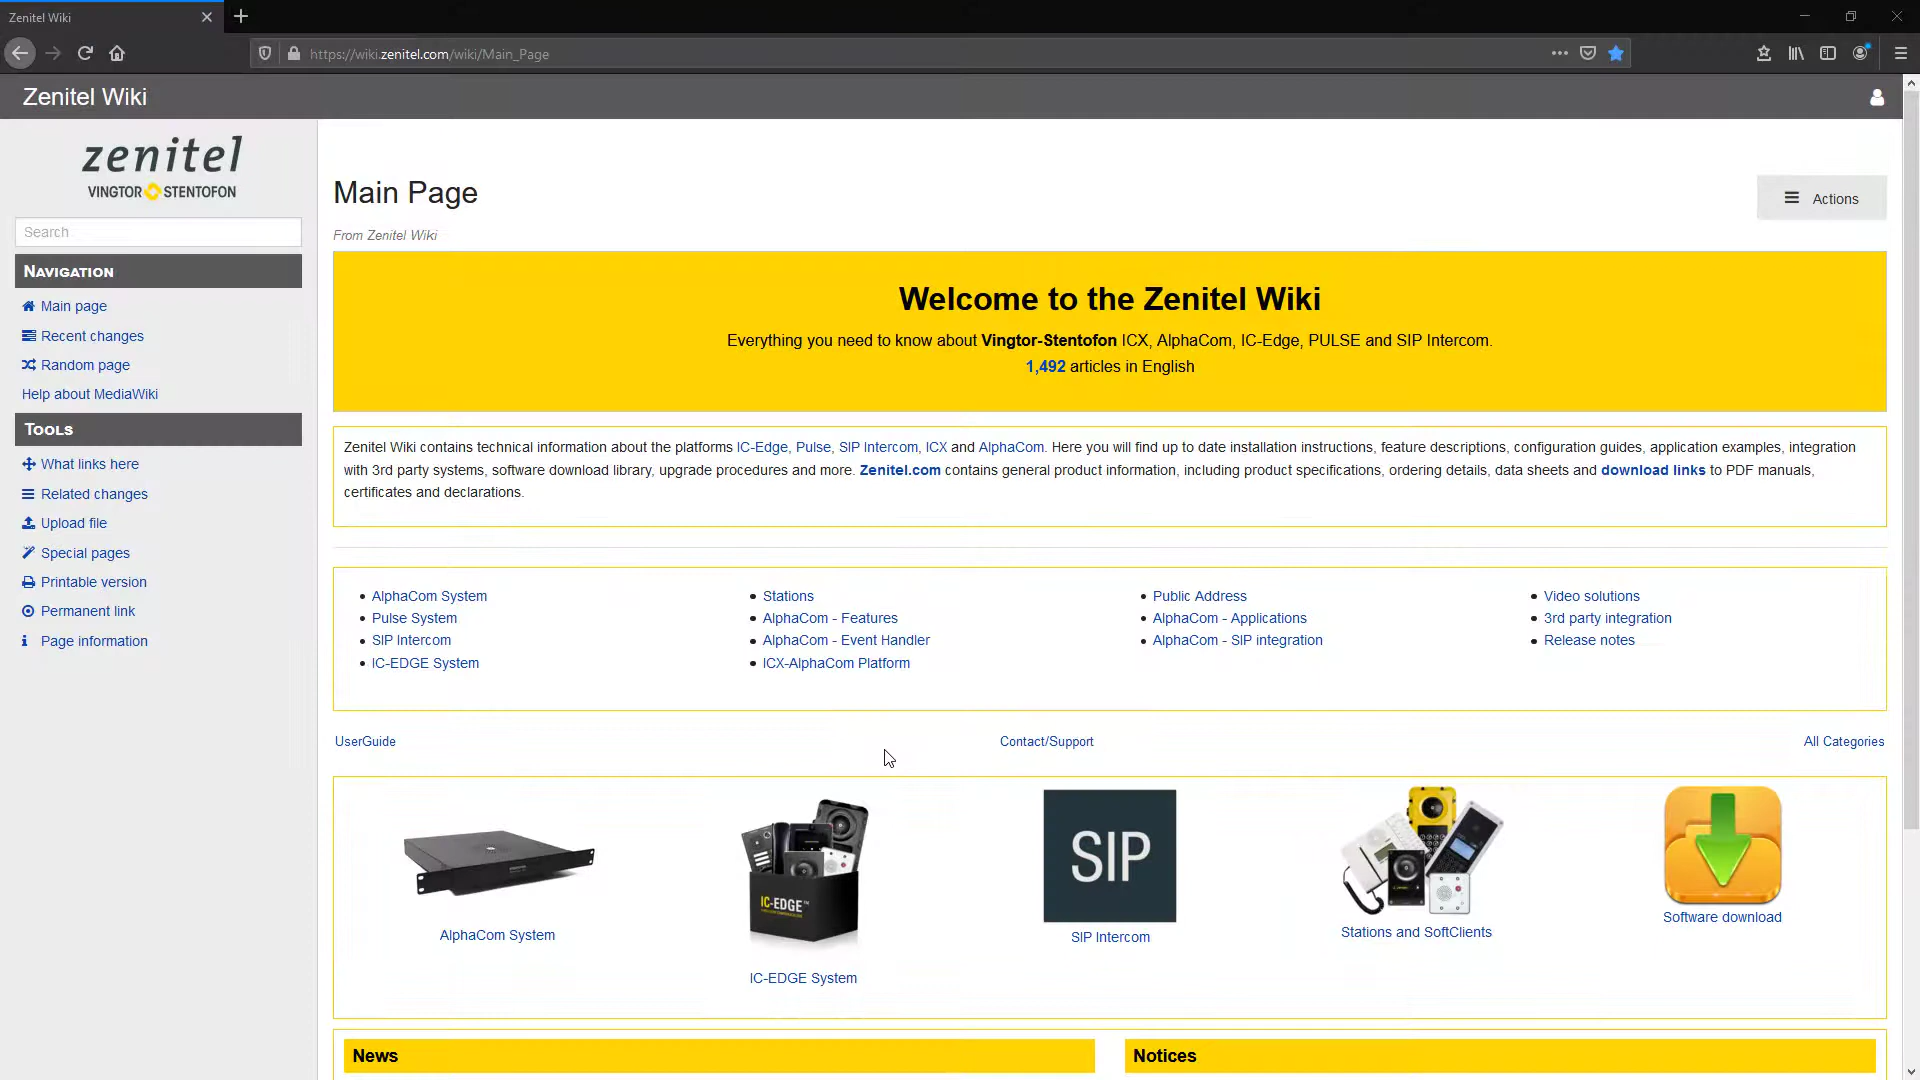 Zenitel Wiki
https://wiki.zenitel.com/wiki/Main_Page
Zenitel Wiki
zenitel
VINGTOR STENTOFON
Search
NAVIGATION
Main page
Recent changes
Random page
Help about MediaWiki
TOOLS
What links here
Related changes
Upload file
Special pages
Printable version
Permanent link
Page information
Main Page
Actions
From Zenitel Wiki
Welcome to the Zenitel Wiki
Everything you need to know about Vingtor-Stentofon ICX, AlphaCom, IC-Edge, PULSE and SIP Intercom.
1,492 articles in English
Zenitel Wiki contains technical information about the platforms IC-Edge, Pulse, SIP Intercom, ICX and AlphaCom. Here you will find up to date installation instructions, feature descriptions, configuration guides, application examples, integration
with 3rd party systems, software download library, upgrade procedures and more. Zenitel.com contains general product information, including product specifications, ordering details, data sheets and download links to PDF manuals,
certificates and declarations.
AlphaCom System
Pulse System
SIP Intercom
IC-EDGE System
Stations
AlphaCom - Features
AlphaCom - Event Handler
ICX-AlphaCom Platform
Public Address
AlphaCom - Applications
AlphaCom - SIP integration
Video solutions
3rd party integration
Release notes
UserGuide
Contact/Support
All Categories
AlphaCom System
IC-EDGE™
IC-EDGE System
SIP
SIP Intercom
Stations and SoftClients
Software download
News
Notices